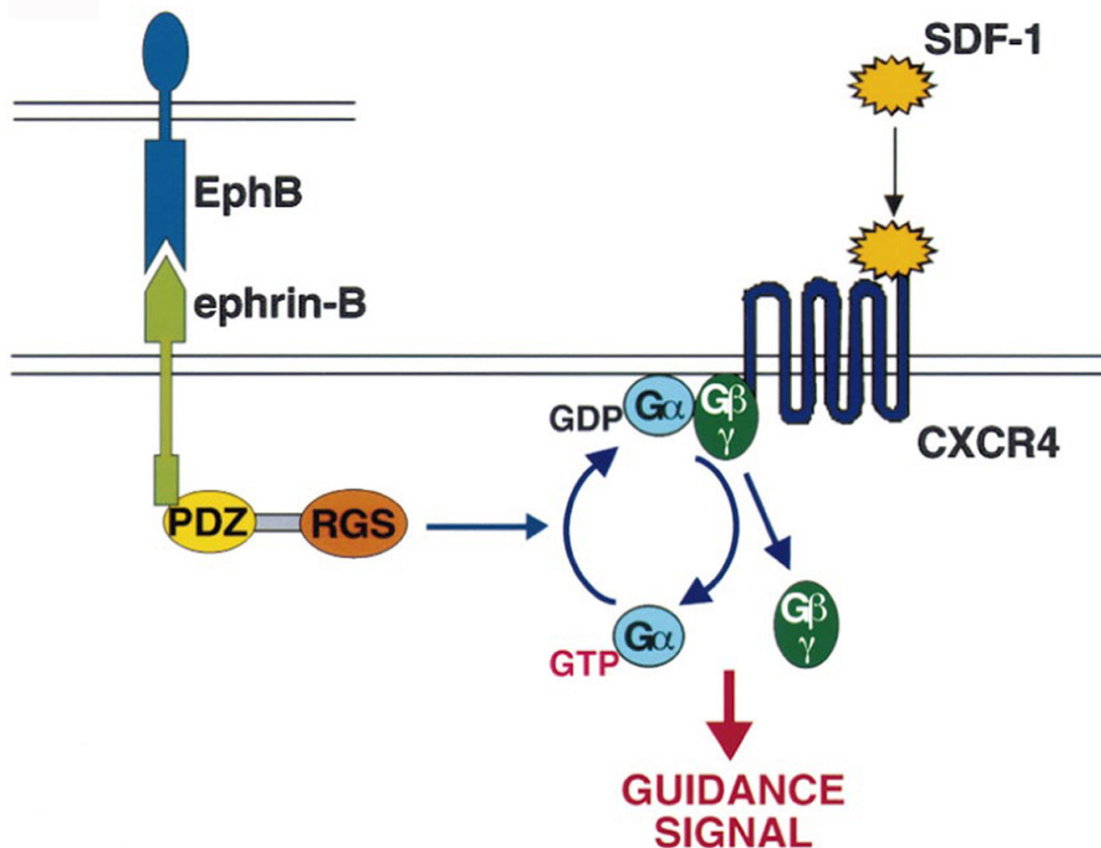 SDF-1
EphB
ephrin-B
GDP
Gα
Gβ
γ
CXCR4
PDZ
RGS
Gβ
γ
Gα
GTP
GUIDANCE
SIGNAL